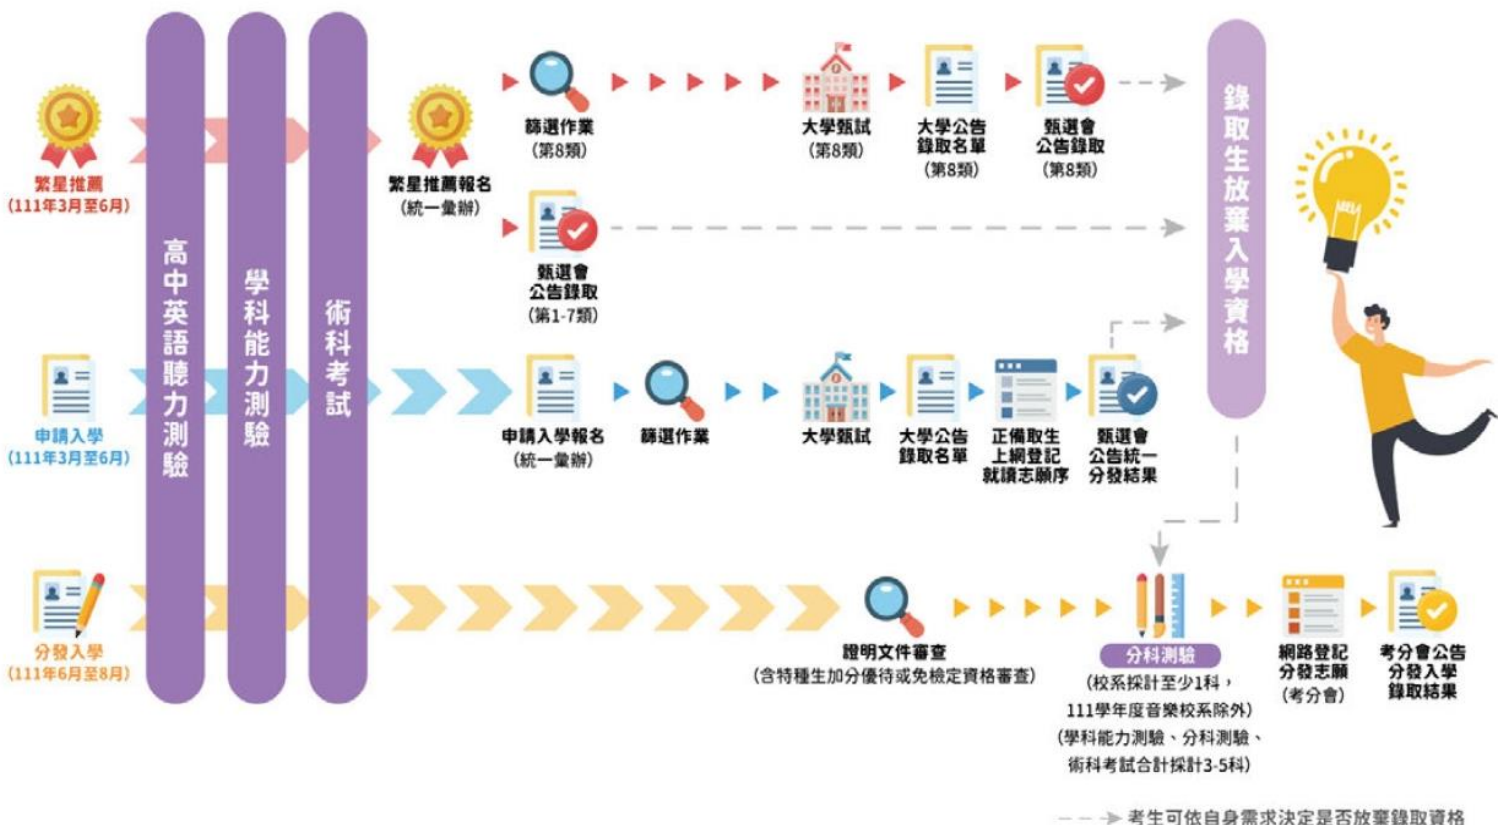 高中英語聽力測驗
學科能力測驗
術科考試
繁星推薦
(111年3月至6月)
繁星推薦報名
(統一彙辦)
篩選作業
(第8類)
大學甄試
(第8類)
大學公告
錄取名單
(第8類)
甄選會
公告錄取
(第8類)
甄選會
公告錄取
(第1-7類)
錄取生放棄入學資格
申請入學
(111年3月至6月)
申請入學報名
(統一彙辦)
篩選作業
大學甄試
大學公告
錄取名單
正備取生
上網登記
就讀志願序
甄選會
公告統一
分發結果
分發入學
(111年6月至8月)
證明文件審查
(含特種生加分優待或免檢定資格審查)
分科測驗
(校系採計至少1科，
111學年度音樂校系除外)
(學科能力測驗、分科測驗、
術科考試合計採計3-5科)
網路登記
分發志願
(考分會)
考分會公告
分發入學
錄取結果
考生可依自身需求決定是否放棄錄取資格